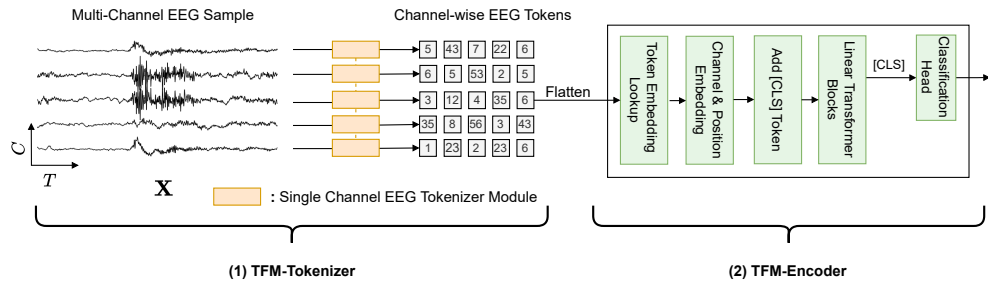 Multi-Channel EEG Sample
Channel-wise EEG Tokens
5 43 7 22 6
6 5 53 2 5
3 12 4 35 6
35 8 56 3 43
1 23 2 23 6
C
T
X
: Single Channel EEG Tokenizer Module
Flatten
Token Embedding
Lookup
Channel & Position
Embedding
Add [CLS] Token
Linear Transformer
Blocks
[CLS]
Classification
Head
(1) TFM-Tokenizer
(2) TFM-Encoder